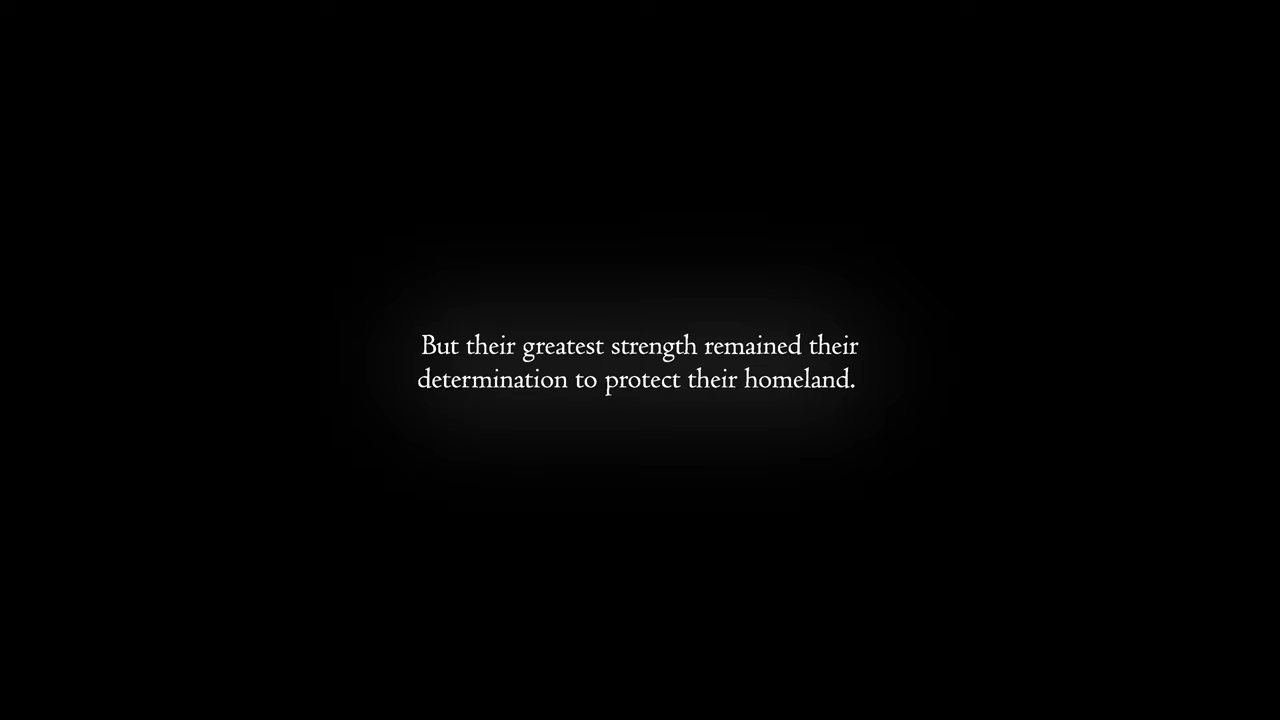 But their greatest strength remained their
determination to protect their homeland.